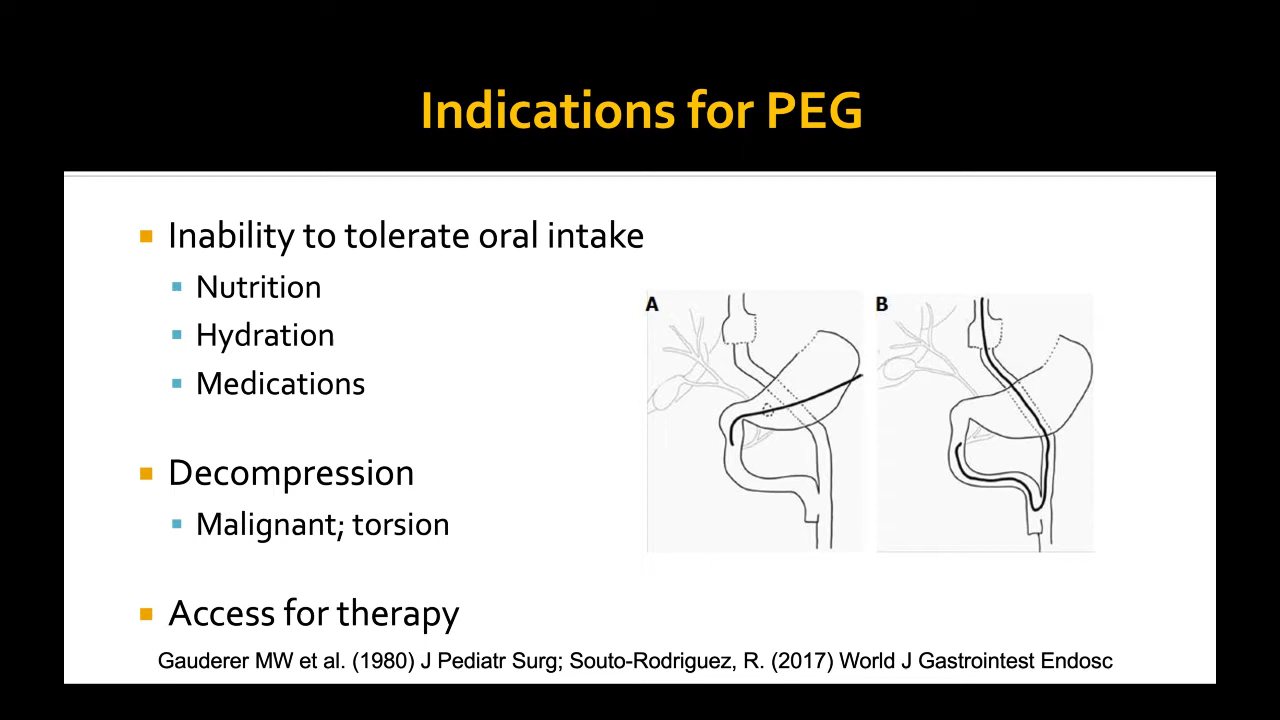 Indications for PEG
Inability to tolerate oral intake
Nutrition
Hydration
Medications
Decompression
Malignant; torsion
Access for therapy
A
B
Gauderer MW et al. (1980) J Pediatr Surg; Souto-Rodriguez, R. (2017) World J Gastrointest Endosc